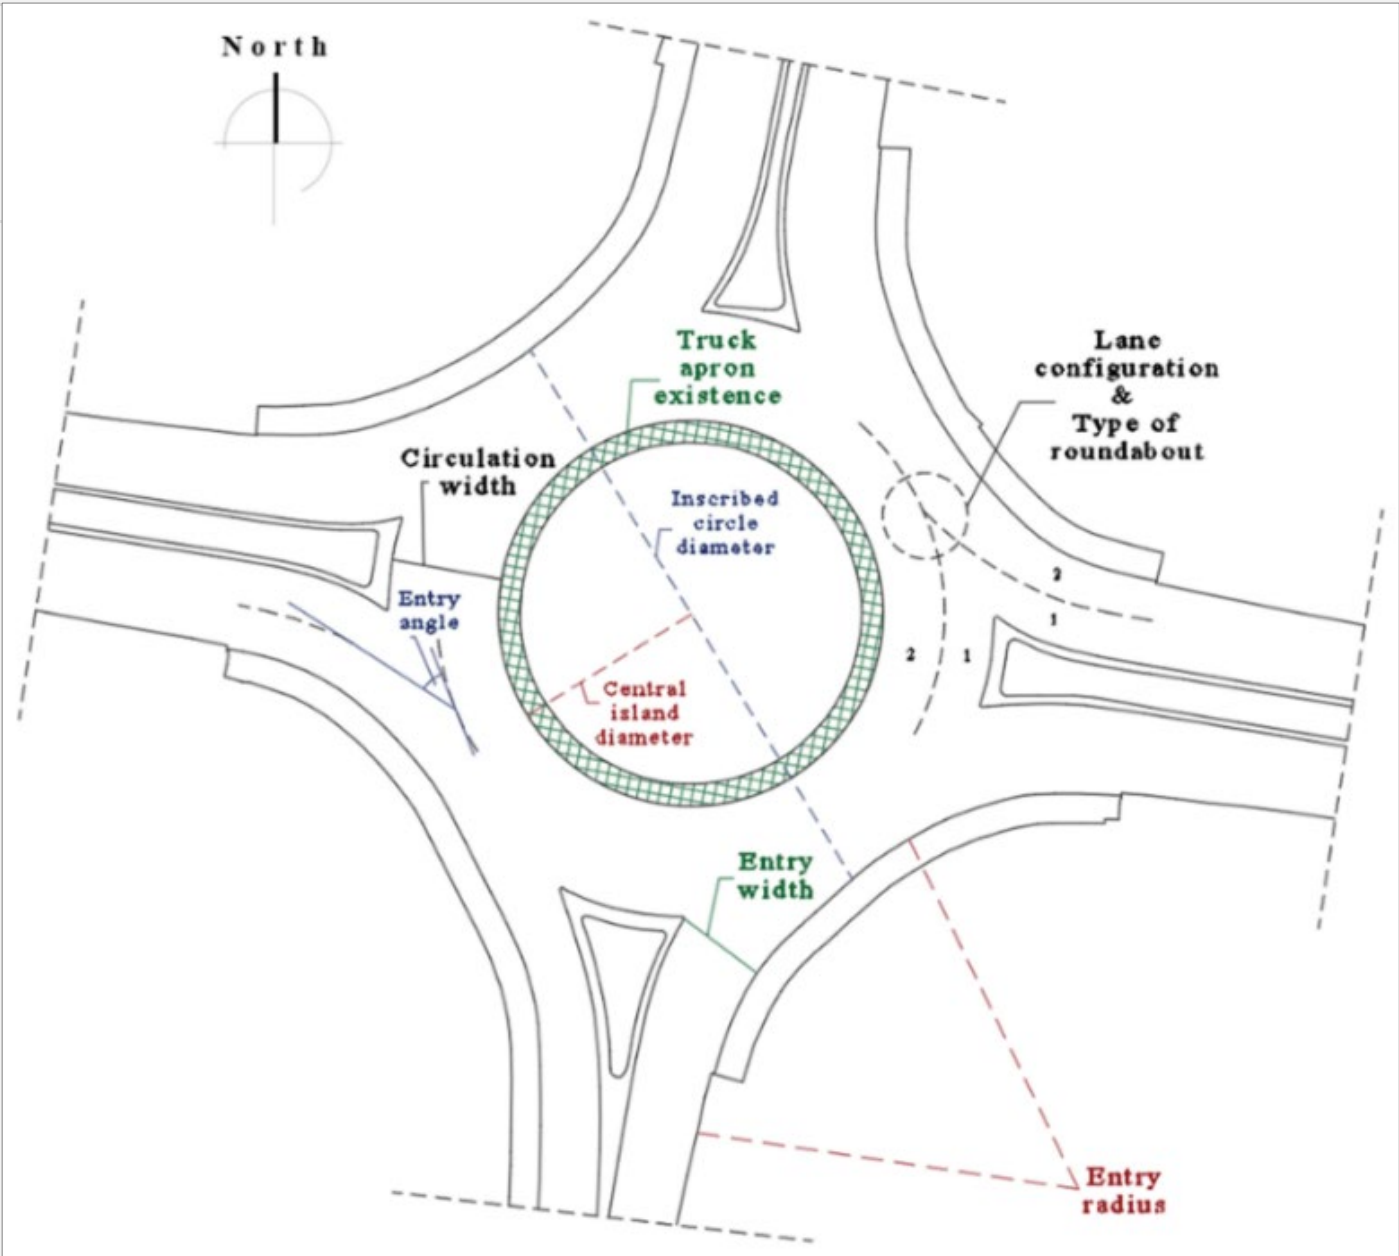 North
Truck
apron
existence
Lane
configuration
&
Type of
roundabout
Circulation
width
Inscribed
circle
diameter
Entry
angle
2
1
2
1
Central
island
diameter
Entry
width
Entry
radius